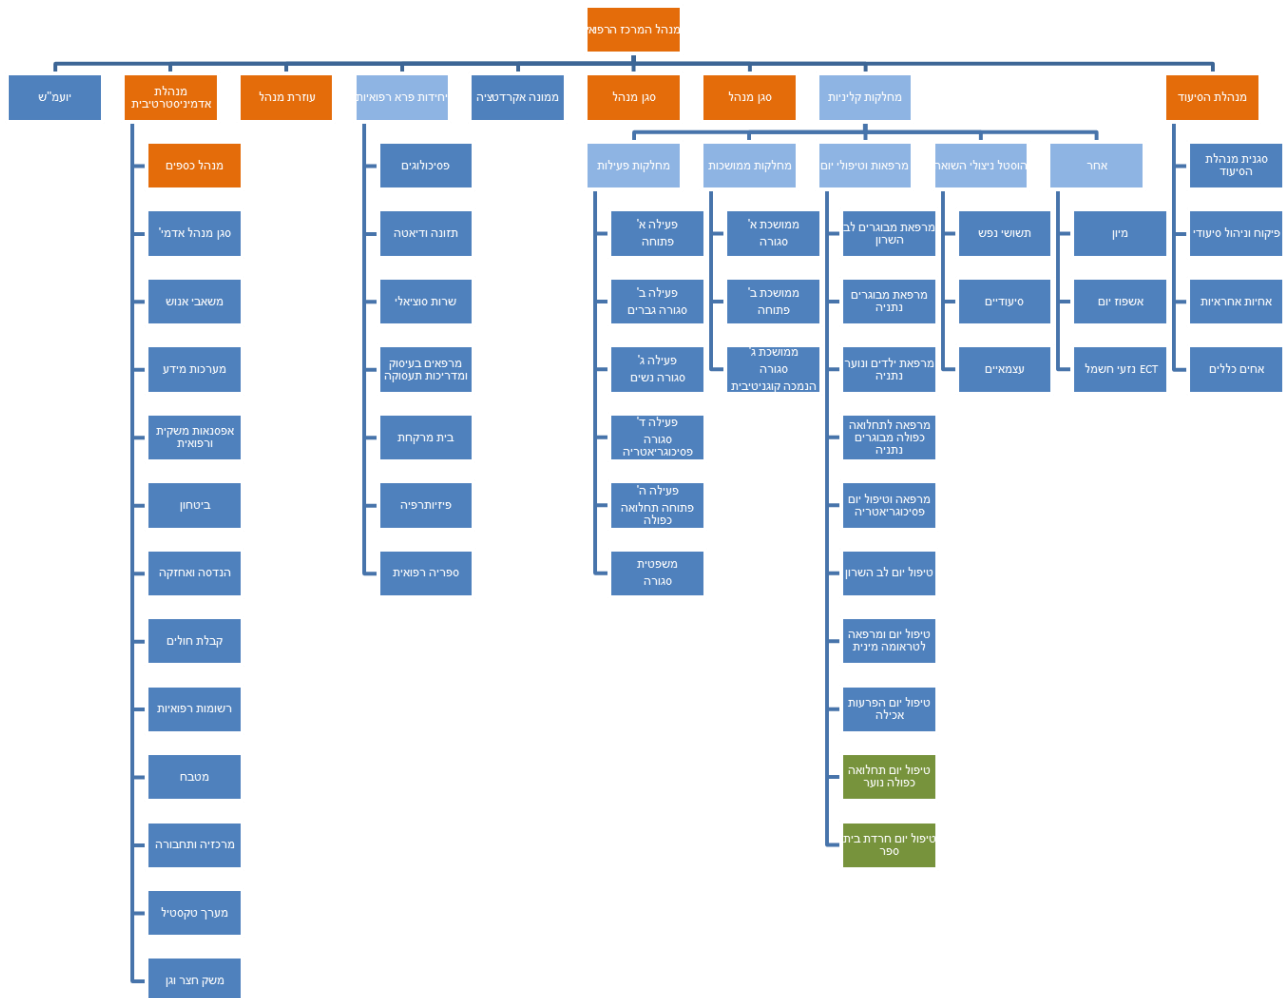 מנהל המרכז הרפואי
מנהלת הסיעוד
מחלקות קליניות
סגן מנהל
סגן מנהל
ממונה אקרדטציה
יחידות פרא רפואיות
עוזרת מנהל
מנהלת
אדמיניסטרטיבית
יועמ"ש
סגנית מנהלת
הסיעוד
פיקוח וניהול סיעודי
אחיות אחראיות
אחים כללים
אחר
מיון
אשפוז יום
ECT נזעי חשמל
הוסטל ניצולי השואה
תשושי נפש
סיעודיים
עצמאיים
מרפאות וטיפולי יום
מרפאת מבוגרים לב
השרון
מרפאת מבוגרים
נתניה
מרפאת ילדים ונוער
נתניה
מרפאה לתחלואה
כפולה מבוגרים
נתניה
מרפאה וטיפול יום
פסיכוגריאטריה
טיפול יום לב השרון
טיפול יום ומרפאה
לטראומה מינית
טיפול יום הפרעות
אכילה
טיפול יום תחלואה
כפולה נוער
טיפול יום חרדת בית
ספר
מחלקות ממושכות
ממושכת א'
סגורה
ממושכת ב'
פתוחה
ממושכת ג'
סגורה
הנמכה קוגניטיבית
מחלקות פעילות
פעילה א'
פתוחה
פעילה ב'
סגורה גברים
פעילה ג'
סגורה נשים
פעילה ד'
סגורה
פסיכוגריאטריה
פעילה ה'
פתוחה תחלואה
כפולה
משפטית
סגורה
פסיכולוגים
תזונה ודיאטה
שרות סוציאלי
מרפאים בעיסוק
ומדריכות תעסוקה
בית מרקחת
פיזיותרפיה
ספריה רפואית
מנהל כספים
סגן מנהל אדמי'
משאבי אנוש
מערכות מידע
אפסנאות משקית
ורפואית
ביטחון
הנדסה ואחזקה
קבלת חולים
רשומות רפואיות
מטבח
מרכזיה ותחבורה
מערך טקסטיל
משק חצר וגן